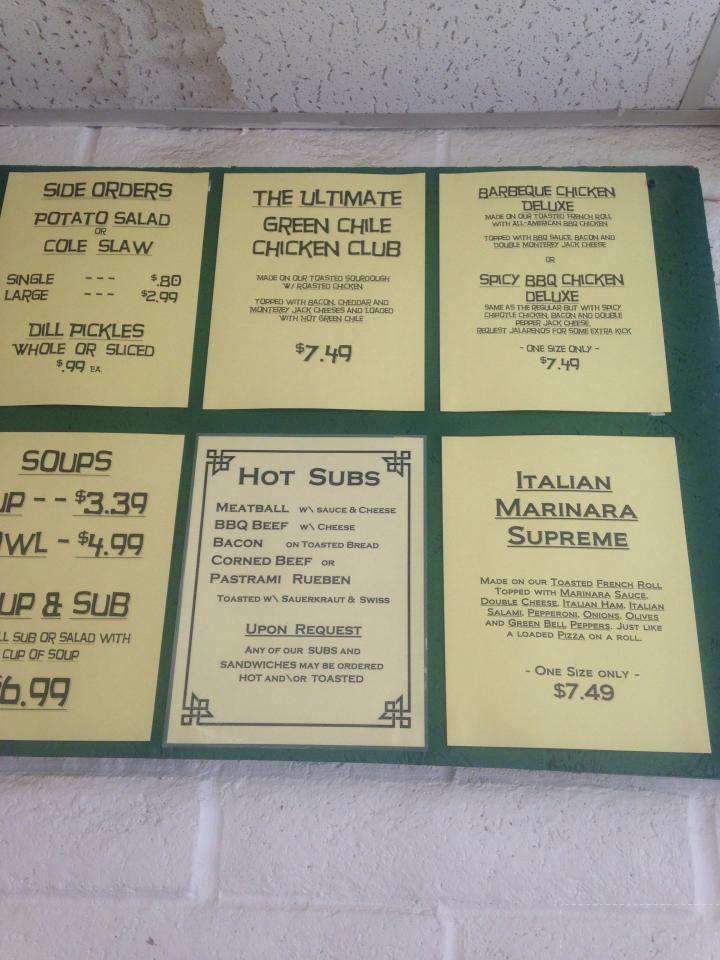 SIDE ORDERS
POTATO SALAD
OR
COLE SLAW
SINGLE --- $.80
LARGE --- $2.99
DILL PICKLES
WHOLE OR SLICED
$.99 EA.
THE ULTIMATE
GREEN CHILE
CHICKEN CLUB
MADE ON OUR TOASTED SOURDOUGH
W/ ROASTED CHICKEN
TOPPED WITH BACON, CHEDDAR AND
MONTEREY JACK CHEESES AND LOADED
WITH HOT GREEN CHILE
$7.49
BARBEQUE CHICKEN
DELUXE
MADE ON OUR TOASTED FRENCH ROLL
WITH ALL-AMERICAN BBQ CHICKEN
TOPPED WITH BBQ SAUCE, BACON AND
DOUBLE MONTEREY JACK CHEESE
OR
SPICY BBQ CHICKEN
DELUXE
SAME AS THE REGULAR BUT WITH SPICY
CHIPOTLE CHICKEN, BACON AND DOUBLE
PEPPER JACK CHEESE.
REQUEST JALAPENOS FOR SOME EXTRA KICK
- ONE SIZE ONLY -
$7.49
SOUPS
UP -- $3.39
WL - $4.99
UP & SUB
LL SUB OR SALAD WITH
CUP OF SOUP
$6.99
HOT SUBS
MEATBALL W\ SAUCE & CHEESE
BBQ BEEF W\ CHEESE
BACON ON TOASTED BREAD
CORNED BEEF OR
PASTRAMI RUEBEN
TOASTED W\ SAUERKRAUT & SWISS
UPON REQUEST
ANY OF OUR SUBS AND
SANDWICHES MAY BE ORDERED
HOT AND\OR TOASTED
ITALIAN
MARINARA
SUPREME
MADE ON OUR TOASTED FRENCH ROLL
TOPPED WITH MARINARA SAUCE,
DOUBLE CHEESE, ITALIAN HAM, ITALIAN
SALAMI, PEPPERONI, ONIONS, OLIVES
AND GREEN BELL PEPPERS. JUST LIKE
A LOADED PIZZA ON A ROLL.
- ONE SIZE ONLY -
$7.49